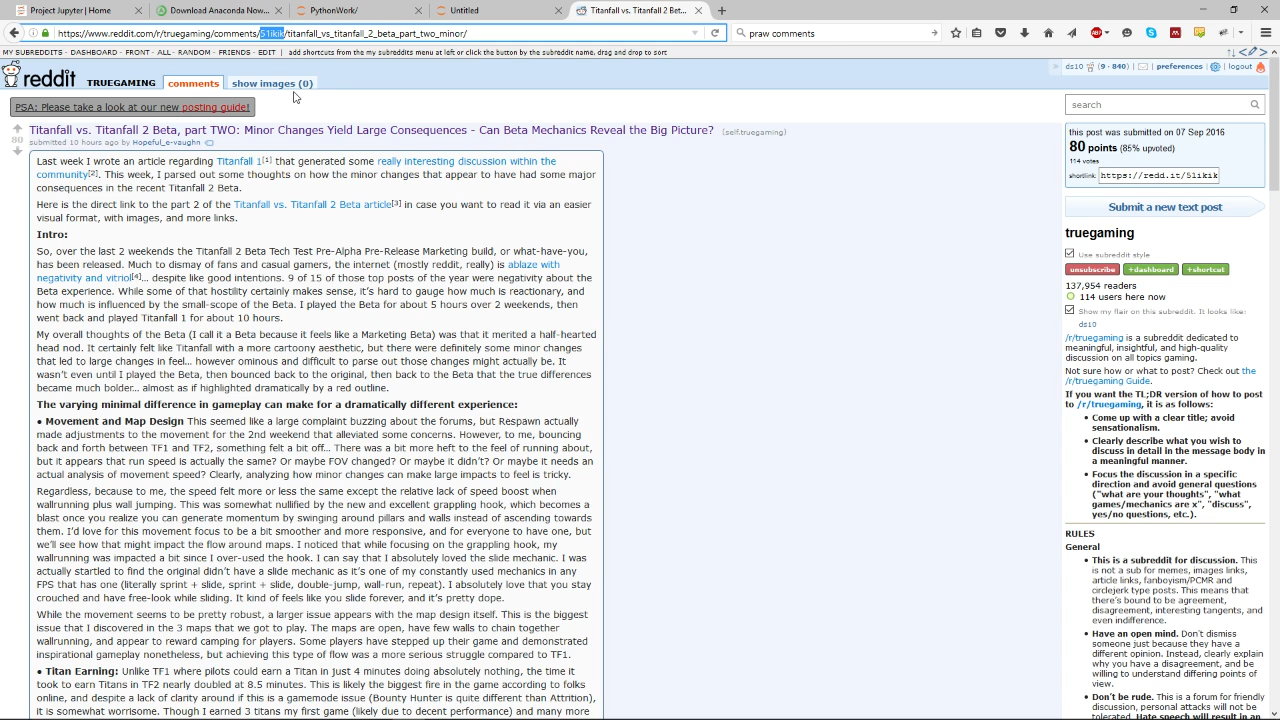 Project Jupyter | Home
Download Anaconda Now...
PythonWork/
Untitled
Titanfall vs. Titanfall 2 Bet...
https://www.reddit.com/r/truegaming/comments/51ikik/titanfall_vs_titanfall_2_beta_part_two_minor/
praw comments
MY SUBREDDITS - DASHBOARD - FRONT - ALL - RANDOM - FRIENDS - EDIT add shortcuts from the my subreddits menu at left or click the button by the subreddit name, drag and drop to sort
reddit TRUEGAMING comments show images (0)
ds10 (9 · 840) | preferences | logout
PSA: Please take a look at our new posting guide!
Titanfall vs. Titanfall 2 Beta, part TWO: Minor Changes Yield Large Consequences - Can Beta Mechanics Reveal the Big Picture? (self.truegaming)
80
submitted 10 hours ago by Hopeful_e-vaughn
Last week I wrote an article regarding Titanfall 1[1] that generated some really interesting discussion within the
community[2]. This week, I parsed out some thoughts on how the minor changes that appear to have had some major
consequences in the recent Titanfall 2 Beta.
Here is the direct link to the part 2 of the Titanfall vs. Titanfall 2 Beta article[3] in case you want to read it via an easier
visual format, with images, and more links.
Intro:
So, over the last 2 weekends the Titanfall 2 Beta Tech Test Pre-Alpha Pre-Release Marketing build, or what-have-you,
has been released. Much to dismay of fans and casual gamers, the internet (mostly reddit, really) is ablaze with
negativity and vitriol[4]... despite like good intentions. 9 of 15 of those top posts of the year were negativity about the
Beta experience. While some of that hostility certainly makes sense, it's hard to gauge how much is reactionary, and
how much is influenced by the small-scope of the Beta. I played the Beta for about 5 hours over 2 weekends, then
went back and played Titanfall 1 for about 10 hours.
My overall thoughts of the Beta (I call it a Beta because it feels like a Marketing Beta) was that it merited a half-hearted
head nod. It certainly felt like Titanfall with a more cartoony aesthetic, but there were definitely some minor changes
that led to large changes in feel... however ominous and difficult to parse out those changes might actually be. It
wasn't even until I played the Beta, then bounced back to the original, then back to the Beta that the true differences
became much bolder... almost as if highlighted dramatically by a red outline.
The varying minimal difference in gameplay can make for a dramatically different experience:
● Movement and Map Design This seemed like a large complaint buzzing about the forums, but Respawn actually
made adjustments to the movement for the 2nd weekend that alleviated some concerns. However, to me, bouncing
back and forth between TF1 and TF2, something felt a bit off... There was a bit more heft to the feel of running about,
but it appears that run speed is actually the same? Or maybe FOV changed? Or maybe it didn't? Or maybe it needs an
actual analysis of movement speed? Clearly, analyzing how minor changes can make large impacts to feel is tricky.
Regardless, because to me, the speed felt more or less the same except the relative lack of speed boost when
wallrunning plus wall jumping. This was somewhat nullified by the new and excellent grappling hook, which becomes a
blast once you realize you can generate momentum by swinging around pillars and walls instead of ascending towards
them. I'd love for this movement focus to be a bit smoother and more responsive, and for everyone to have one, but
we'll see how that might impact the flow around maps. I noticed that while focusing on the grappling hook, my
wallrunning was impacted a bit since I over-used the hook. I can say that I absolutely loved the slide mechanic. I was
actually startled to find the original didn't have a slide mechanic as it's one of my constantly used mechanics in any
FPS that has one (literally sprint + slide, sprint + slide, double-jump, wall-run, repeat). I absolutely love that you stay
crouched and have free-look while sliding. It kind of feels like you slide forever, and it's pretty dope.
While the movement seems to be pretty robust, a larger issue appears with the map design itself. This is the biggest
issue that I discovered in the 3 maps that we got to play. The maps are open, have few walls to chain together
wallrunning, and appear to reward camping for players. Some players have stepped up their game and demonstrated
inspirational gameplay nonetheless, but achieving this type of flow was a more serious struggle compared to TF1.
● Titan Earning: Unlike TF1 where pilots could earn a Titan in just 4 minutes doing absolutely nothing, the time it
took to earn Titans in TF2 nearly doubled at 8.5 minutes. This is likely the biggest fire in the game according to folks
online, and despite a lack of clarity around if this is a gamemode issue (Bounty Hunter is quite different than Attrition),
it is somewhat worrisome. Though I earned 3 titans my first game (likely due to decent performance) and many more
search
this post was submitted on 07 Sep 2016
80 points (85% upvoted)
114 votes
shortlink: https://redd.it/51ikik
Submit a new text post
truegaming
Use subreddit style
unsubscribe +dashboard +shortcut
137,954 readers
114 users here now
Show my flair on this subreddit. It looks like:
ds10
/r/truegaming is a subreddit dedicated to
meaningful, insightful, and high-quality
discussion on all topics gaming.
Not sure how or what to post? Check out the
/r/truegaming Guide.
If you want the TL;DR version of how to post
to /r/truegaming, it is as follows:
• Come up with a clear title; avoid
sensationalism.
• Clearly describe what you wish to
discuss in detail in the message body in
a meaningful manner.
• Focus the discussion in a specific
direction and avoid general questions
("what are your thoughts", "what
games/mechanics are x", "discuss",
yes/no questions, etc.).
RULES
General
• This is a subreddit for discussion. This
is not a sub for memes, images links,
article links, fanboyism/PCMR and
circlejerk type posts. This means that
there's bound to be agreement,
disagreement, interesting tangents, and
even indifference.
• Have an open mind. Don't dismiss
someone just because they have a
different opinion. Instead, clearly explain
why you have a disagreement, and be
willing to understand differing points of
view.
• Don't be rude. This is a forum for friendly
discussion, personal attacks will not be
tolerated. Hate speech will result in an